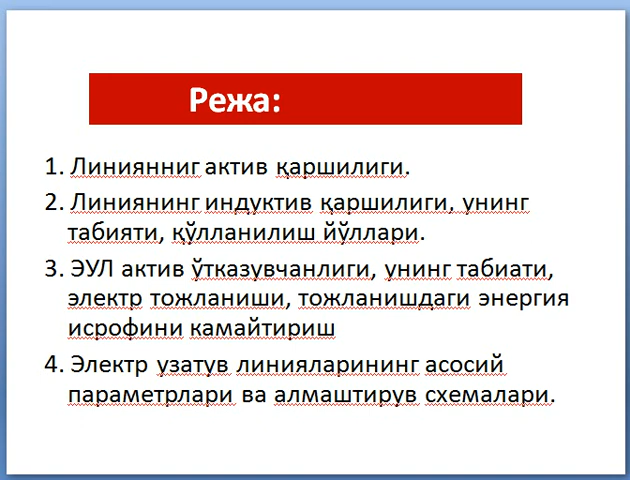 Режа:
1. Линиянниг актив қаршилиги.
2. Линиянинг индуктив қаршилиги, унинг
табияти, қўлланилиш йўллари.
3. ЭУЛ актив ўтказувчанлиги, унинг табиати,
электр тожланиши, тожланишдаги энергия
исрофини камайтириш
4. Электр узатув линияларининг асосий
параметрлари ва алмаштирув схемалари.